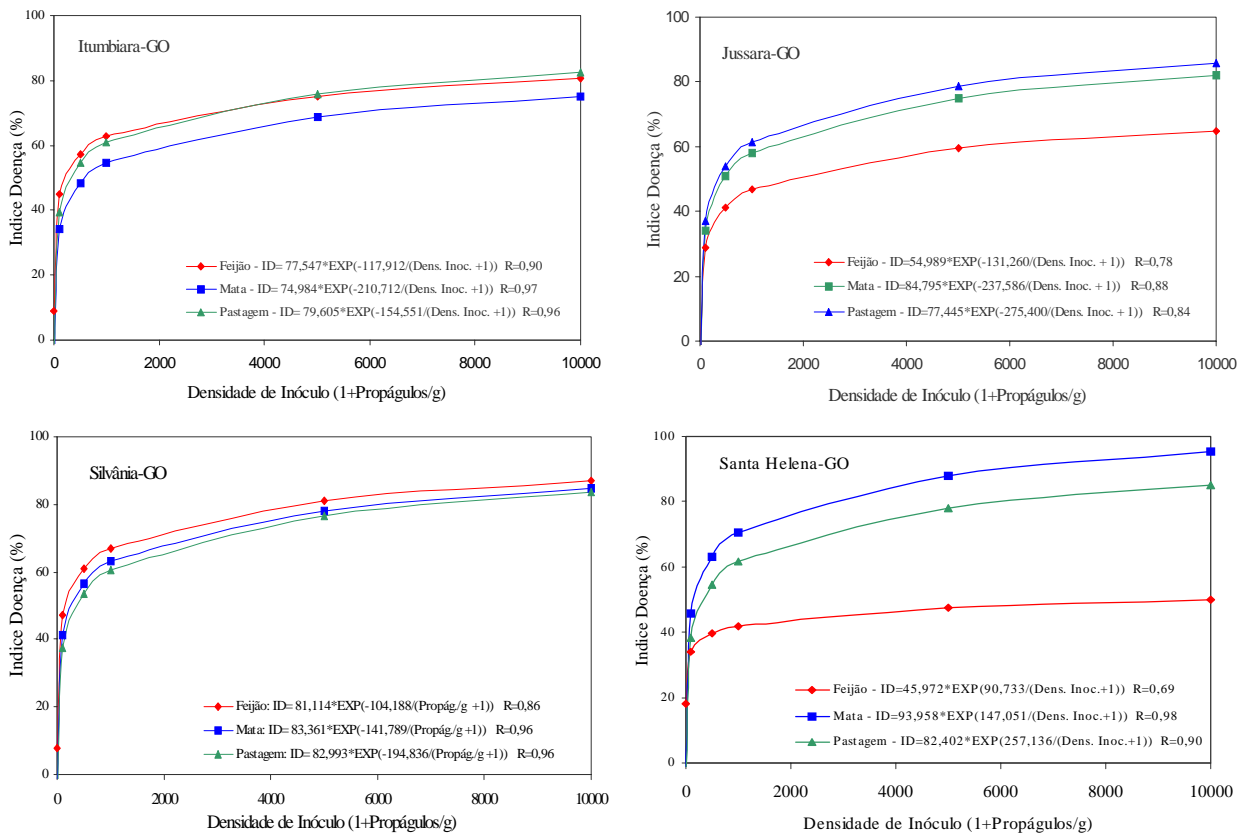 Itumbiara-GO
Indice Doença (%)
100
80
60
40
20
0
Feijão - ID= 77,547*EXP(-117,912/(Dens. Inoc. +1)) R=0,90
Mata - ID= 74,984*EXP(-210,712/(Dens. Inoc. +1)) R=0,97
Pastagem - ID= 79,605*EXP(-154,551/(Dens. Inoc. +1)) R=0,96
0 2000 4000 6000 8000 10000
Densidade de Inóculo (1+Propágulos/g)
Jussara-GO
Indice Doença (%)
100
80
60
40
20
0
Feijão - ID=54,989*EXP(-131,260/(Dens. Inoc. + 1)) R=0,78
Mata - ID=84,795*EXP(-237,586/(Dens. Inoc. + 1)) R=0,88
Pastagem - ID=77,445*EXP(-275,400/(Dens. Inoc. + 1)) R=0,84
0 2000 4000 6000 8000 10000
Densidade de Inóculo (1+Propágulos/g)
Silvânia-GO
Indice Doença (%)
100
80
60
40
20
0
Feijão: ID= 81,114*EXP(-104,188/(Propág./g +1)) R=0,86
Mata: ID= 83,361*EXP(-141,789/(Propág./g +1)) R=0,96
Pastagem: ID= 82,993*EXP(-194,836/(Propág./g +1)) R=0,96
0 2000 4000 6000 8000 10000
Densidade de Inóculo (1+Propágulos/g)
Santa Helena-GO
Indice Doença (%)
100
80
60
40
20
0
Feijão - ID=45,972*EXP(90,733/(Dens. Inoc.+1)) R=0,69
Mata - ID=93,958*EXP(147,051/(Dens. Inoc.+1)) R=0,98
Pastagem - ID=82,402*EXP(257,136/(Dens. Inoc.+1)) R=0,90
0 2000 4000 6000 8000 10000
Densidade de Inóculo (1+Propágulos/g)